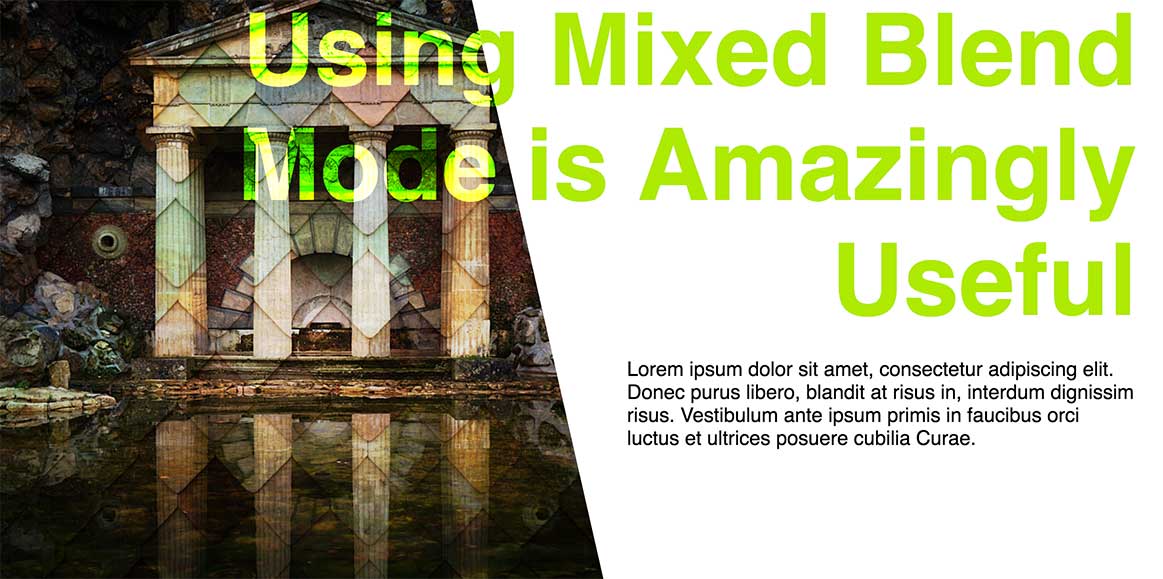 Using Mixed Blend
Mode is Amazingly
Useful
Lorem ipsum dolor sit amet, consectetur adipiscing elit.
Donec purus libero, blandit at risus in, interdum dignissim
risus. Vestibulum ante ipsum primis in faucibus orci
luctus et ultrices posuere cubilia Curae.